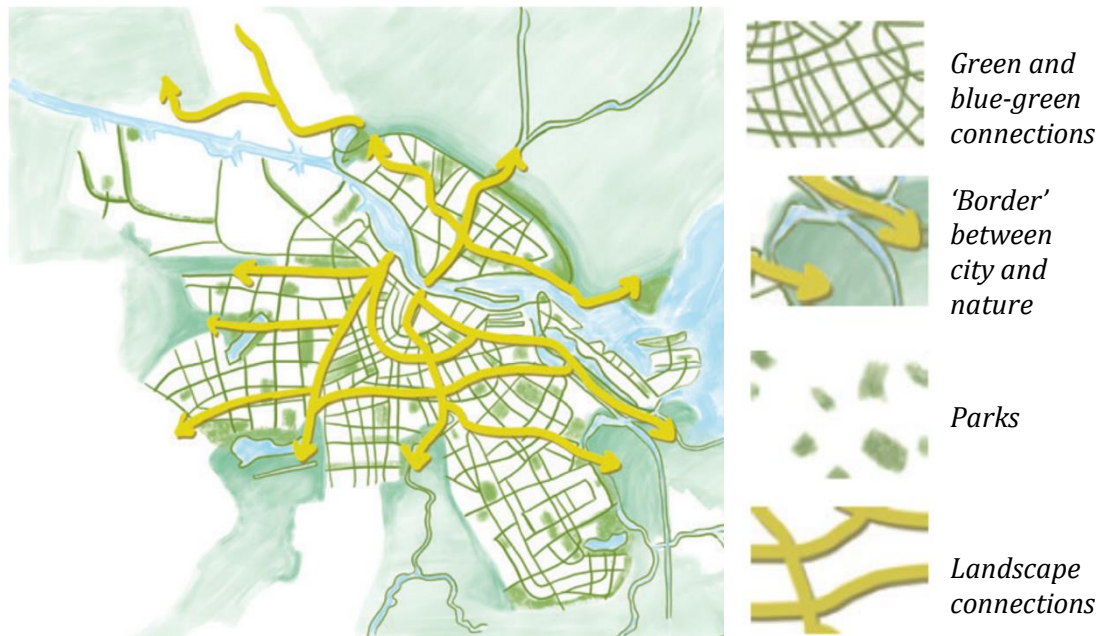 Green and
blue-green
connections
‘Border’
between
city and
nature
Parks
Landscape
connections